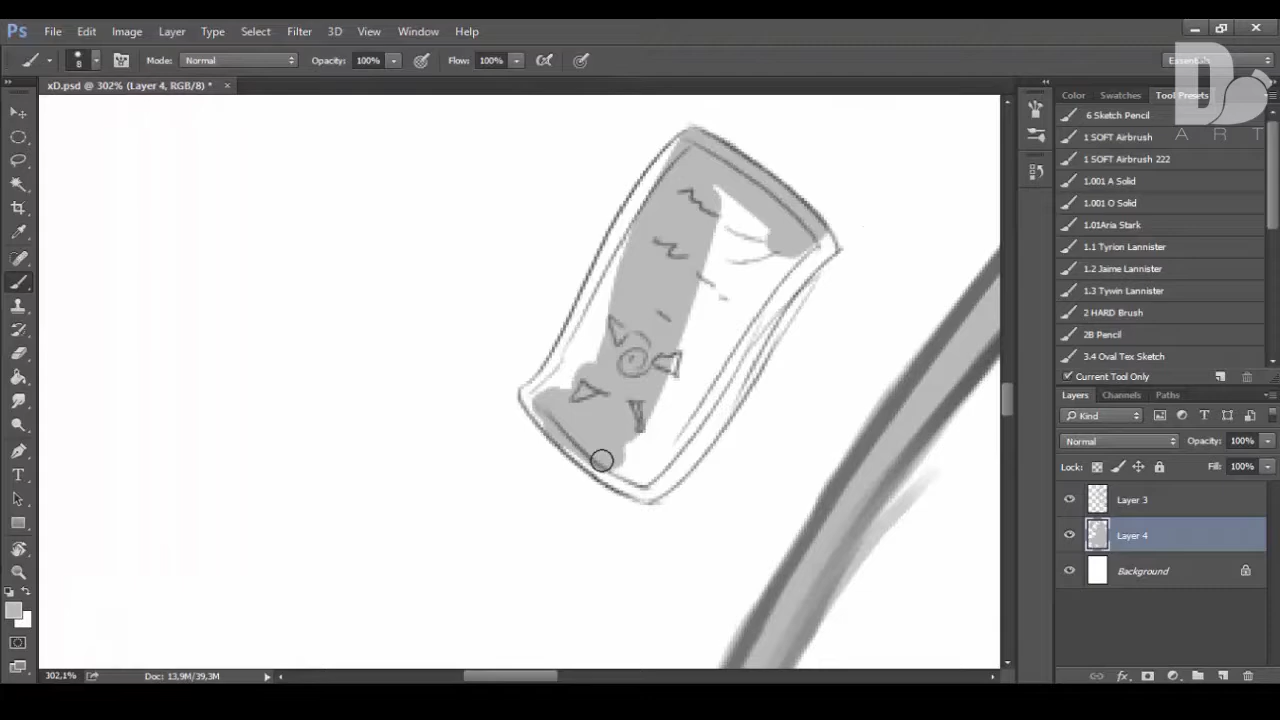 Ps File Edit Image Layer Type Select Filter 3D View Window Help
8 Mode: Normal Opacity: 100% Flow: 100% Essentials
D
ART
xD.psd @ 302% (Layer 4, RGB/8) * ×
Color Swatches Tool Presets
6 Sketch Pencil
1 SOFT Airbrush
1 SOFT Airbrush 222
1.001 A Solid
1.001 O Solid
1.01Aria Stark
1.1 Tyrion Lannister
1.2 Jaime Lannister
1.3 Tywin Lannister
2 HARD Brush
2B Pencil
3.4 Oval Tex Sketch
Current Tool Only
Layers Channels Paths
Kind
Normal Opacity: 100%
Lock: Fill: 100%
Layer 3
Layer 4
Background
302,1% Doc: 13,9M/39,3M